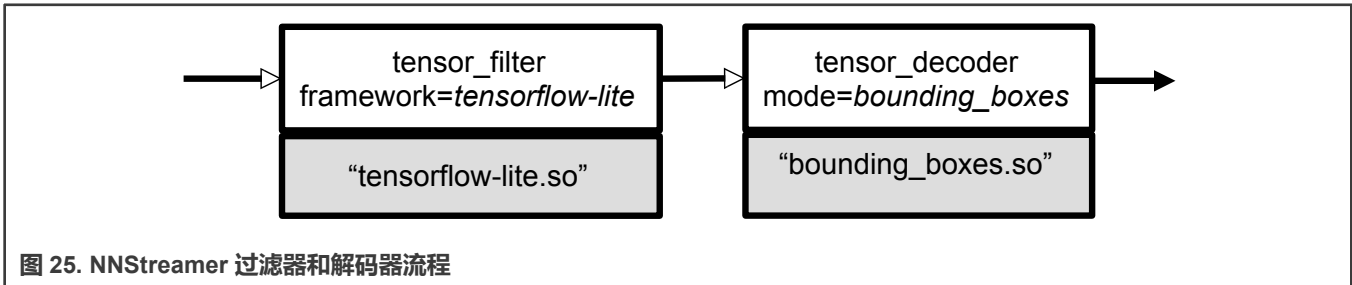 tensor_filter
framework=tensorflow-lite
“tensorflow-lite.so”
tensor_decoder
mode=bounding_boxes
“bounding_boxes.so”
图 25. NNStreamer 过滤器和解码器流程